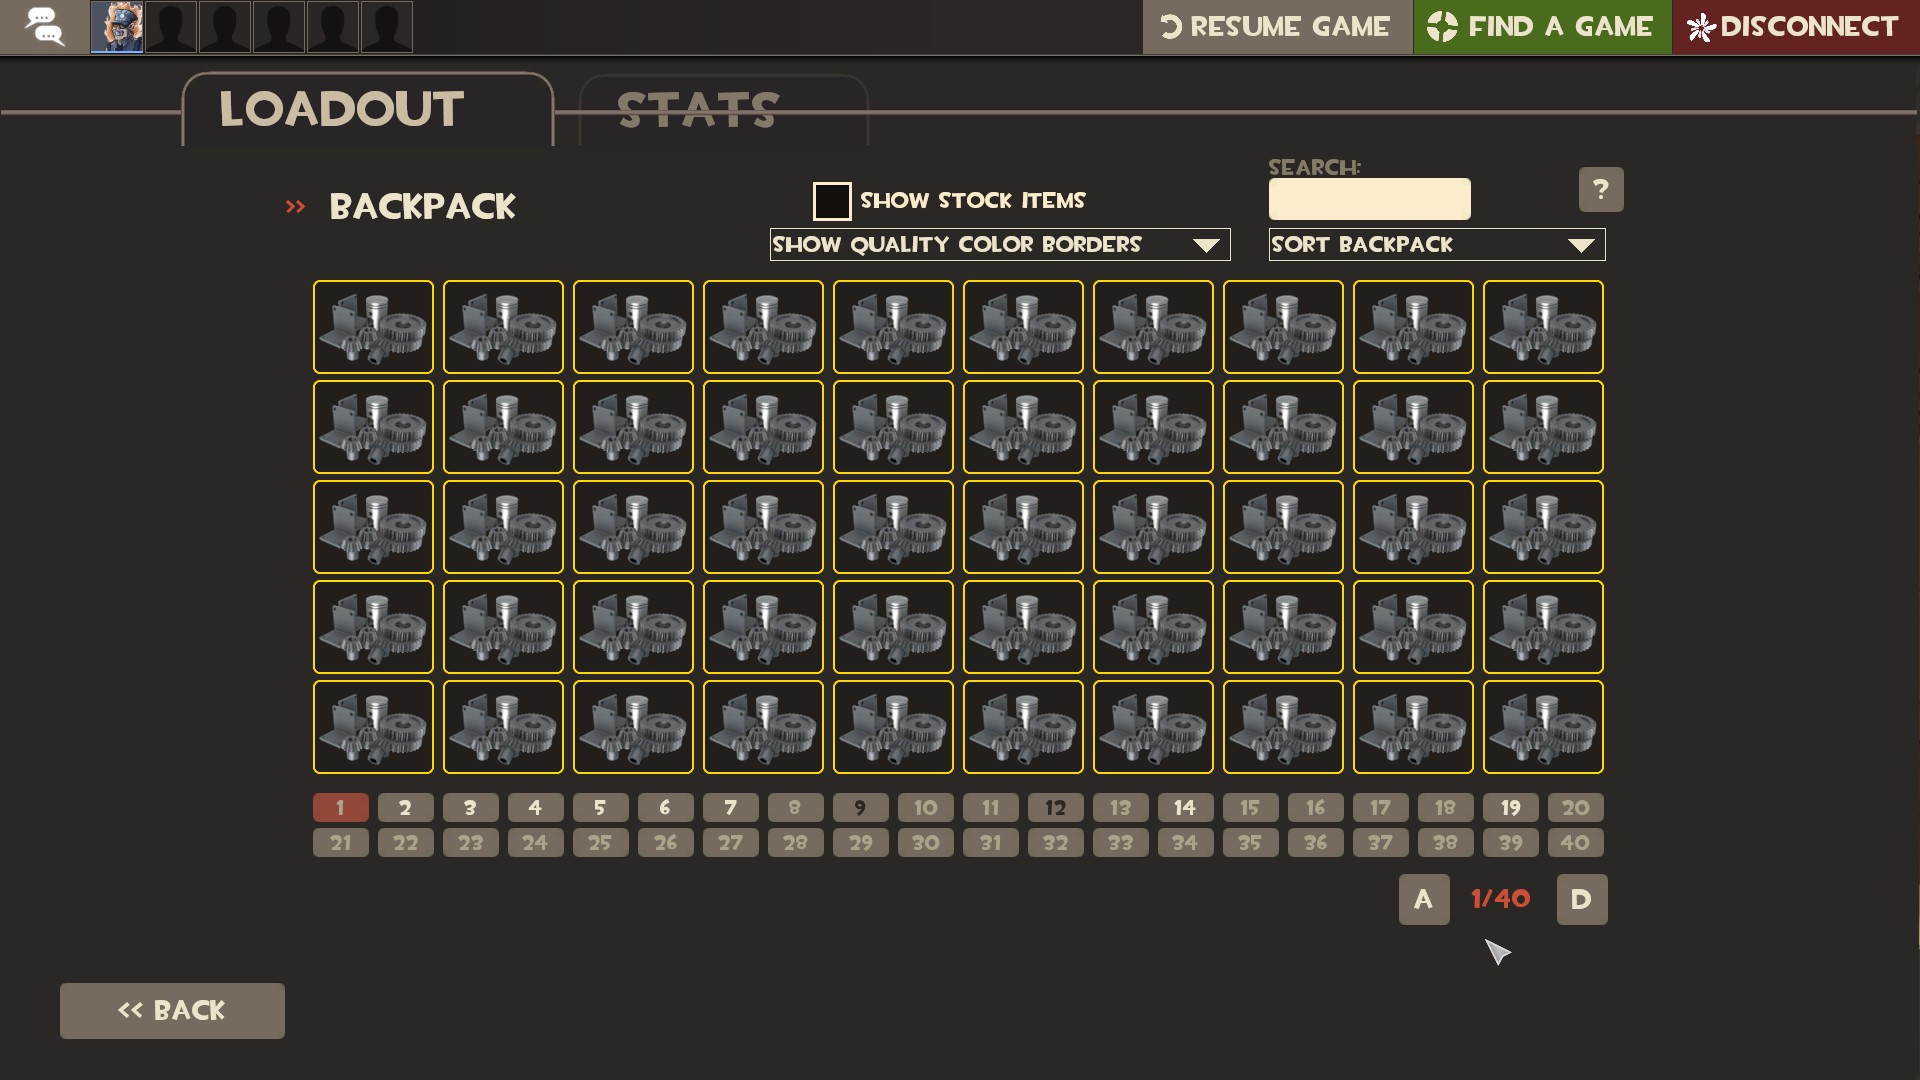 RESUME GAME
FIND A GAME
DISCONNECT
LOADOUT
STATS
>> BACKPACK
SHOW STOCK ITEMS
SEARCH:
?
SHOW QUALITY COLOR BORDERS
SORT BACKPACK
1 2 3 4 5 6 7 8 9 10 11 12 13 14 15 16 17 18 19 20
21 22 23 24 25 26 27 28 29 30 31 32 33 34 35 36 37 38 39 40
A 1/40 D
<< BACK